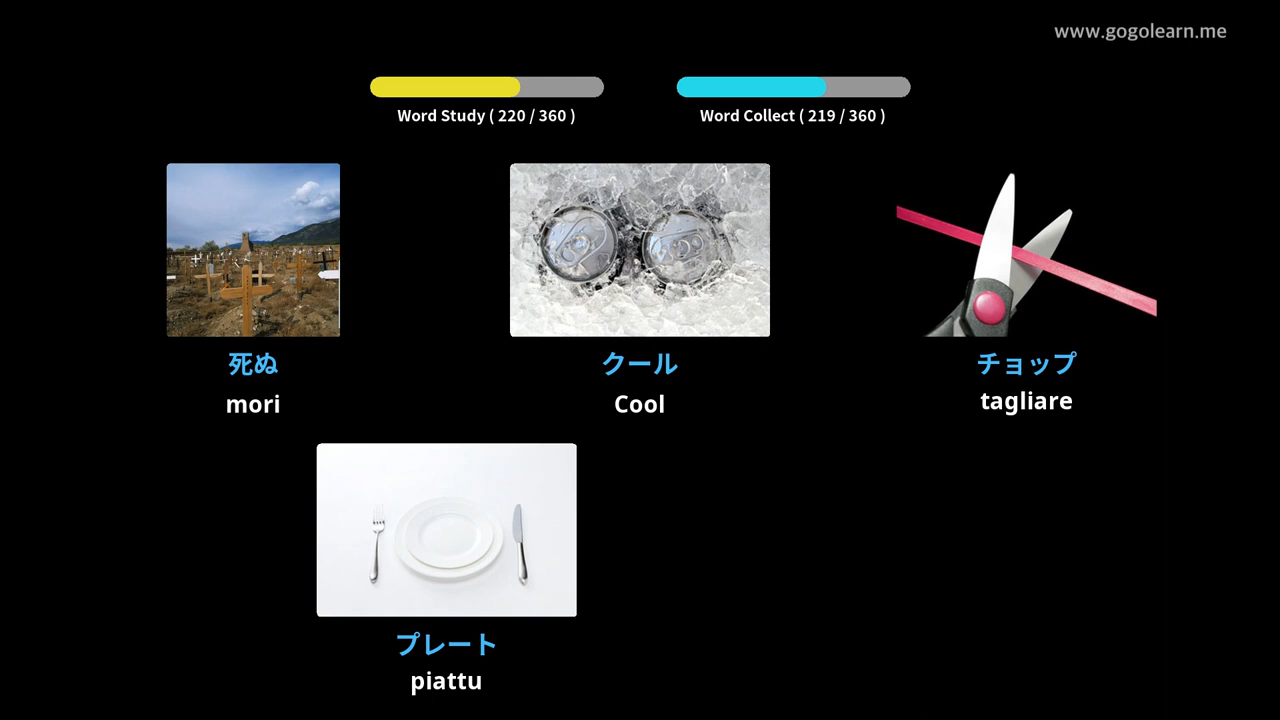 www.gogolearn.me
Word Study ( 220 / 360 )
Word Collect ( 219 / 360 )
死ぬ
mori
クール
Cool
チョップ
tagliare
プレート
piattu